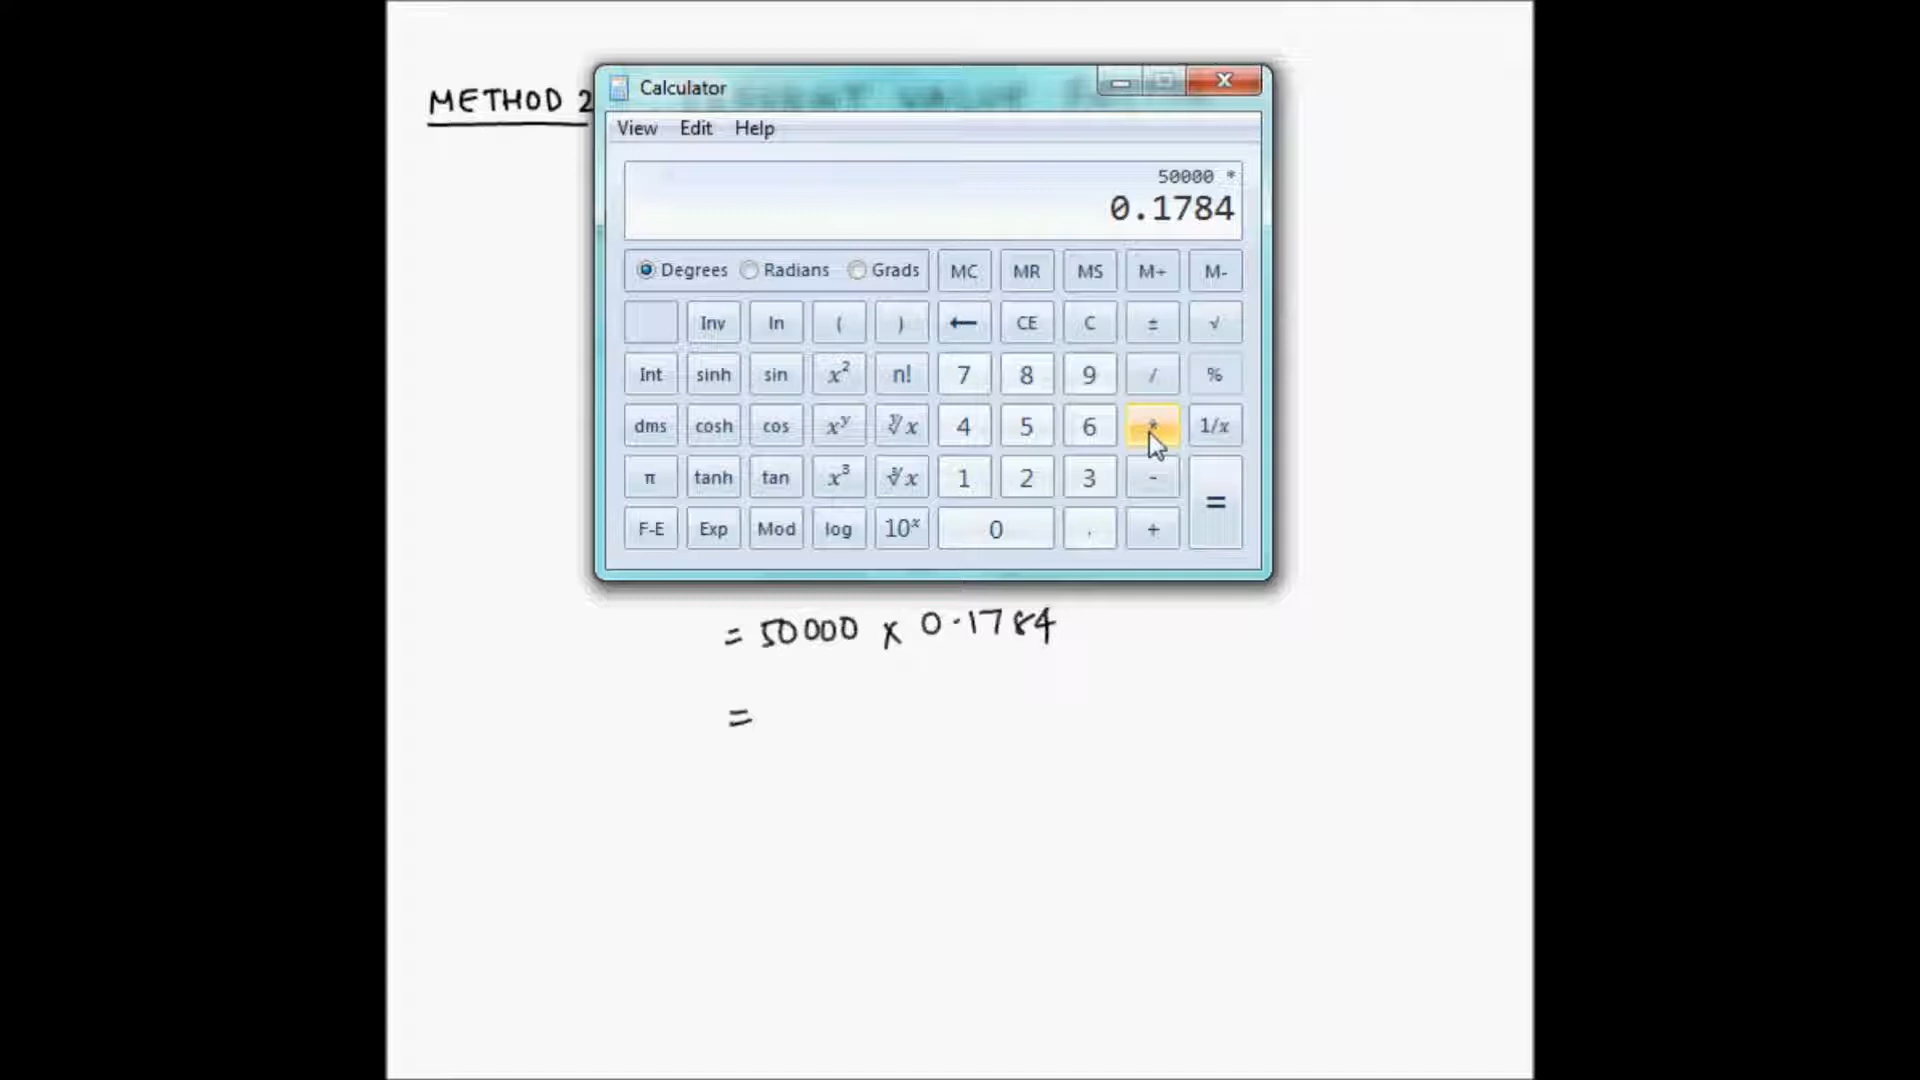 METHOD 2
Calculator
View Edit Help
50000 *
0.1784
Degrees Radians Grads MC MR MS M+ M-
Inv ln ( ) ← CE C ± √
Int sinh sin x² n! 7 8 9 / %
dms cosh cos xʸ ʸ√x 4 5 6 * 1/x
π tanh tan x³ ³√x 1 2 3 - =
F-E Exp Mod log 10ˣ 0 . +
= 50000 x 0.1784
=